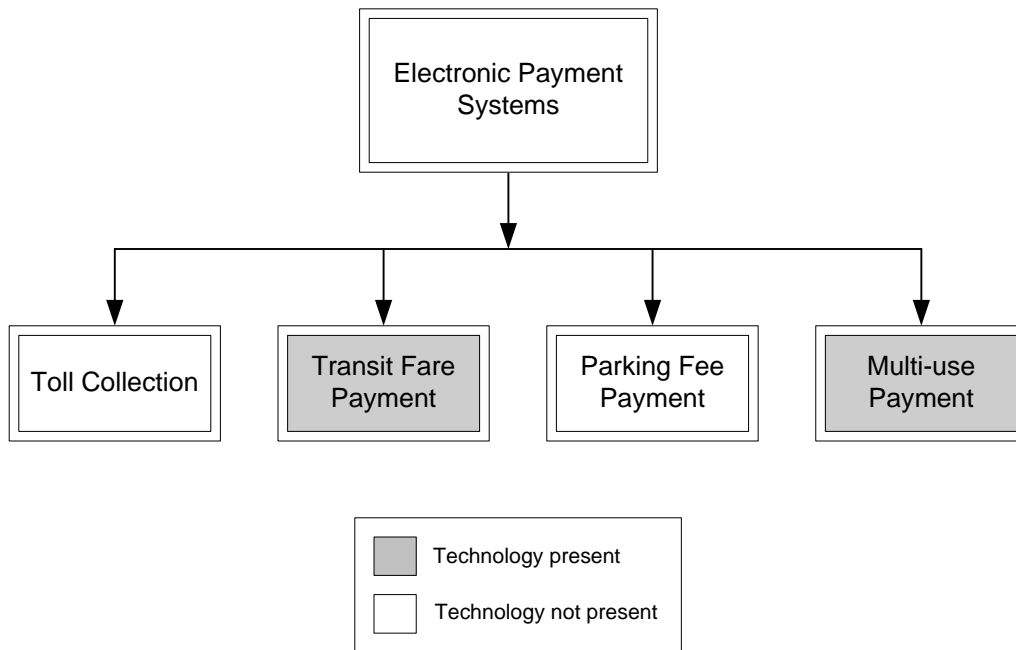 Electronic Payment
Systems
Toll Collection
Transit Fare
Payment
Parking Fee
Payment
Multi-use
Payment
Technology present
Technology not present